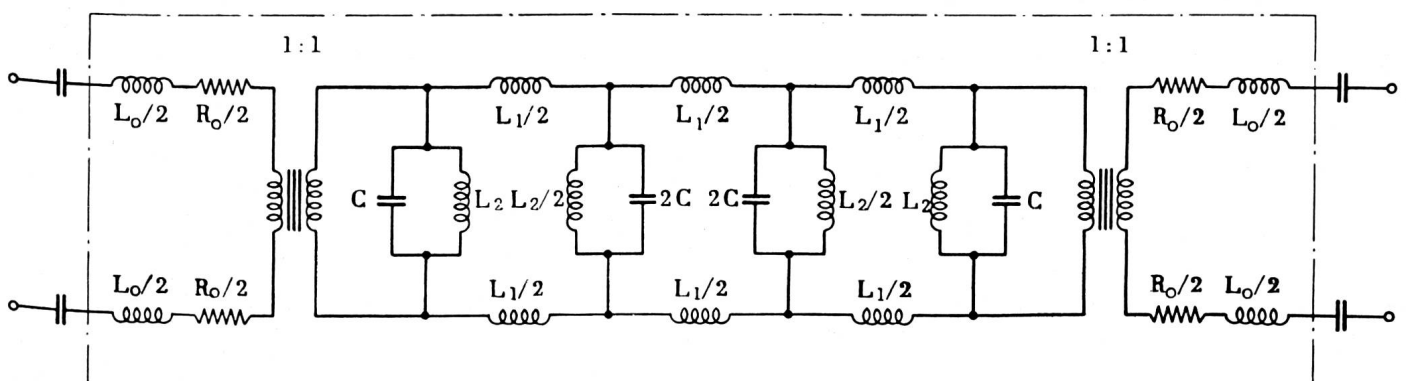 1:1 1:1
L₀/2 R₀/2 L₁/2 L₁/2 L₁/2 R₀/2 L₀/2
C L₂ L₂/2 2C 2C L₂/2 L₂ C
L₀/2 R₀/2 L₁/2 L₁/2 L₁/2 R₀/2 L₀/2